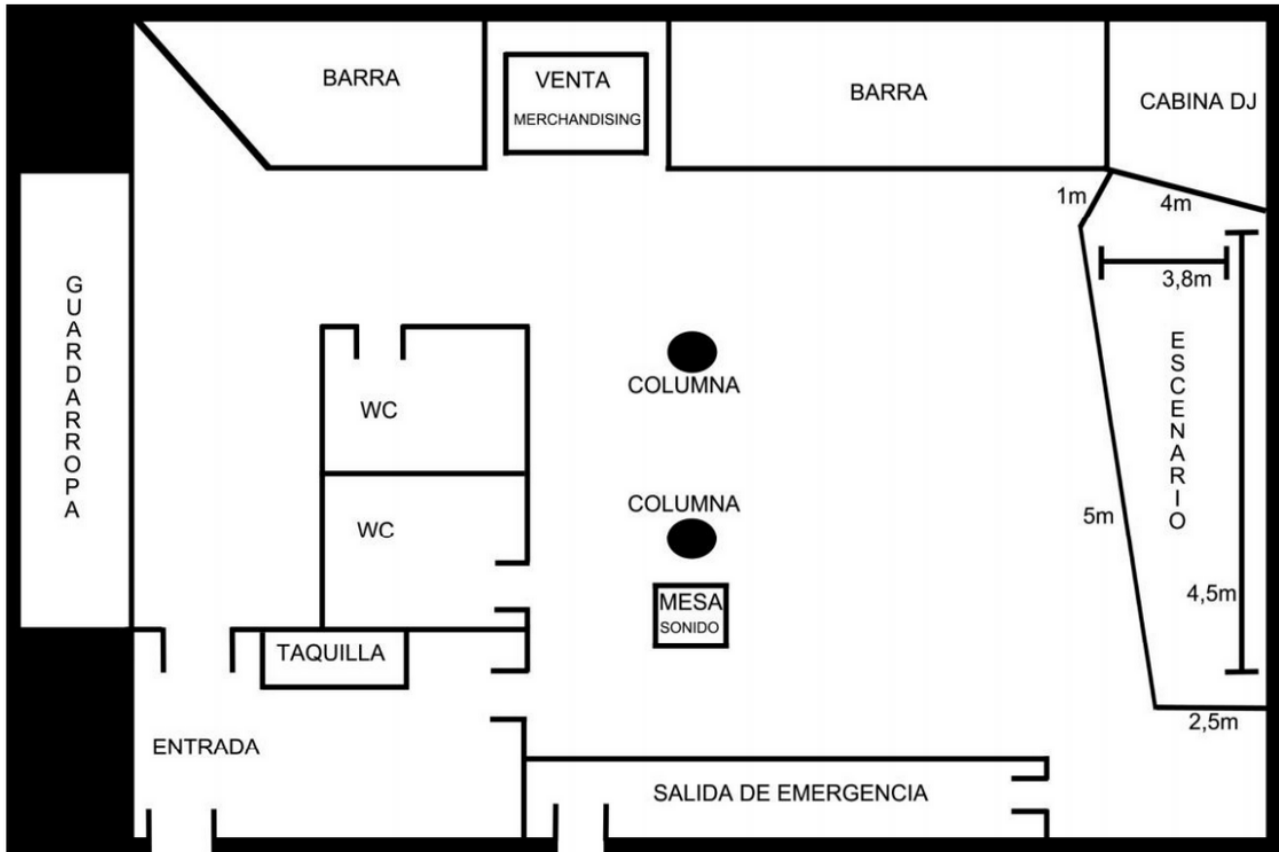 BARRA
VENTA
MERCHANDISING
BARRA
CABINA DJ
1m
4m
3,8m
GUARDARROPA
ESCENARIO
COLUMNA
WC
COLUMNA
WC
5m
4,5m
MESA
SONIDO
TAQUILLA
2,5m
ENTRADA
SALIDA DE EMERGENCIA